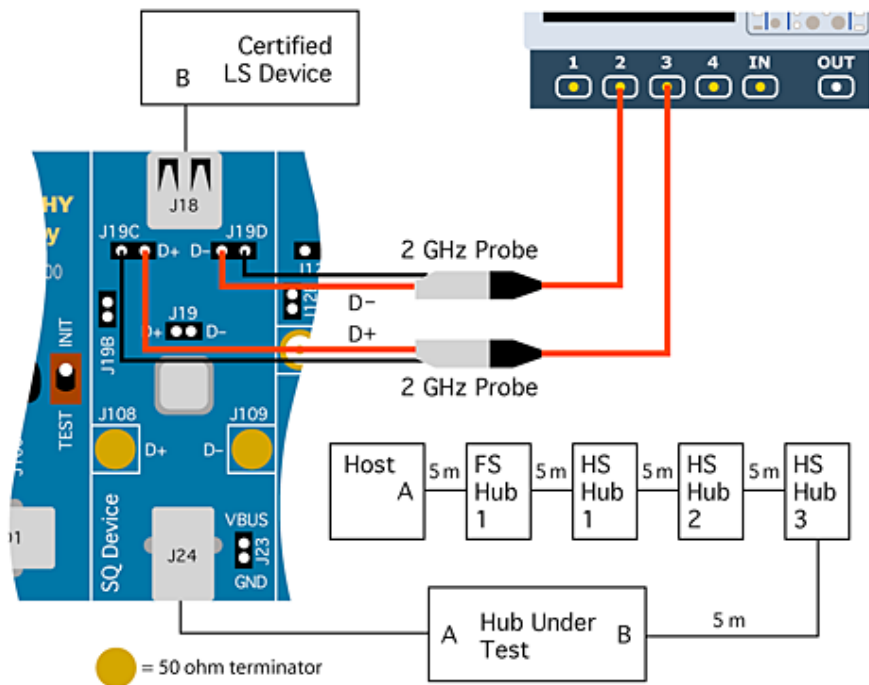 Certified
LS Device
B
1 2 3 4 IN OUT
J18
HY
J19C D+ D- J19D
2 GHz Probe
D-
D+
2 GHz Probe
J19
D+ D-
J19B
INIT
TEST
J108 D+
J109 D-
SQ Device
VBUS
J23
GND
J24
Host
A
5 m
FS
Hub
1
5 m
HS
Hub
1
5 m
HS
Hub
2
5 m
HS
Hub
3
A
Hub Under
Test
B
5 m
= 50 ohm terminator